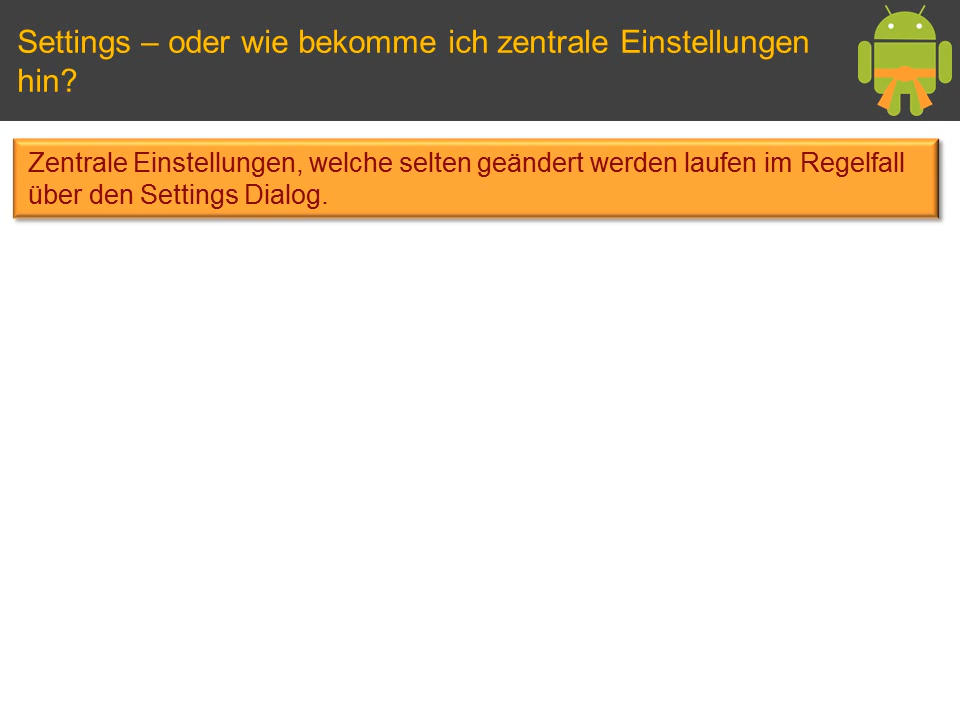 Settings – oder wie bekomme ich zentrale Einstellungen
hin?
Zentrale Einstellungen, welche selten geändert werden laufen im Regelfall
über den Settings Dialog.